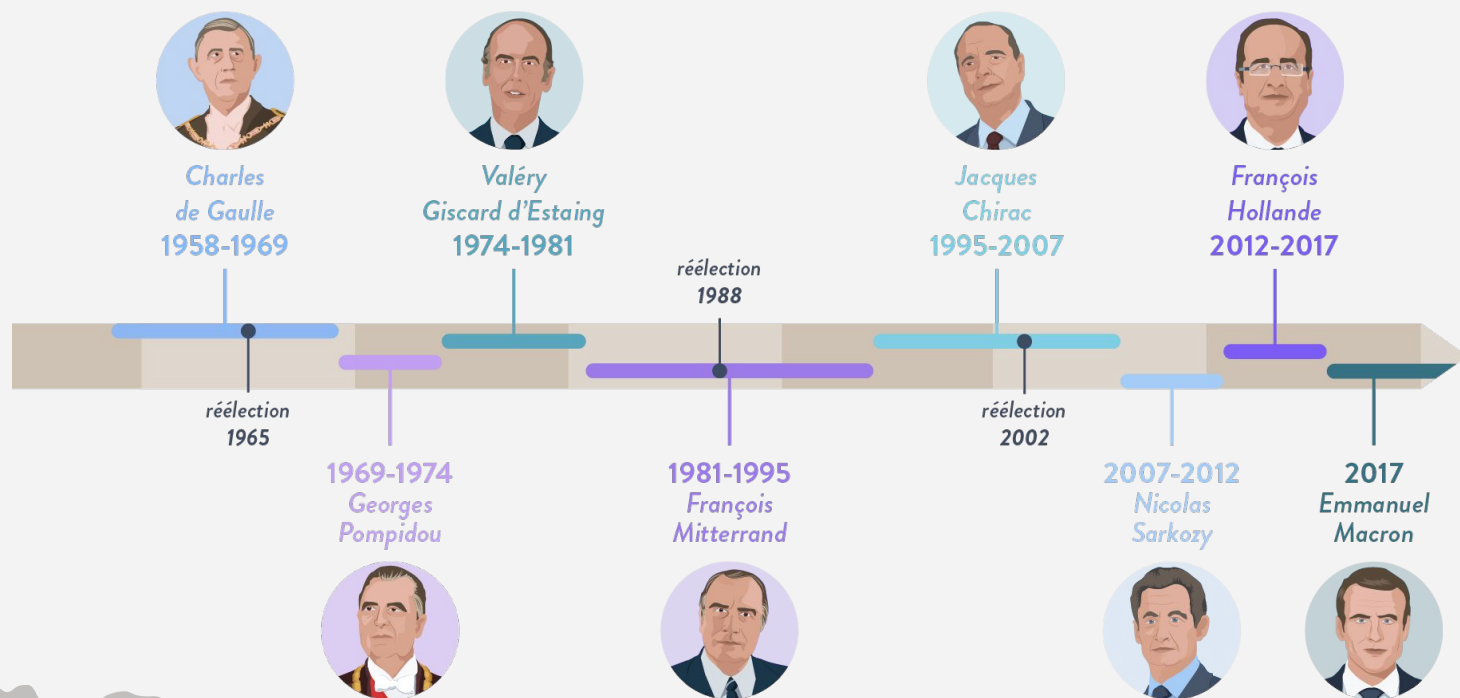 Charles
de Gaulle
1958-1969
Valéry
Giscard d'Estaing
1974-1981
Jacques
Chirac
1995-2007
François
Hollande
2012-2017
réélection
1988
réélection
1965
réélection
2002
1969-1974
Georges
Pompidou
1981-1995
François
Mitterrand
2007-2012
Nicolas
Sarkozy
2017
Emmanuel
Macron